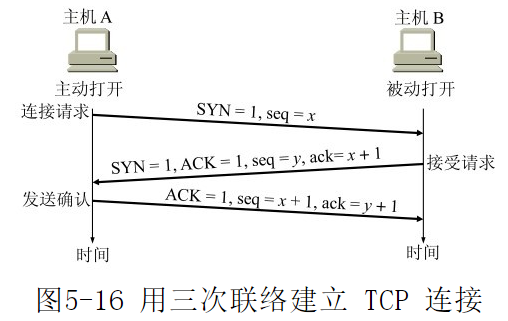 主机 A
主机 B
主动打开
被动打开
连接请求
SYN = 1, seq = x
SYN = 1, ACK = 1, seq = y, ack= x + 1
接受请求
发送确认
ACK = 1, seq = x + 1, ack = y + 1
时间
时间
图5-16 用三次联络建立 TCP 连接